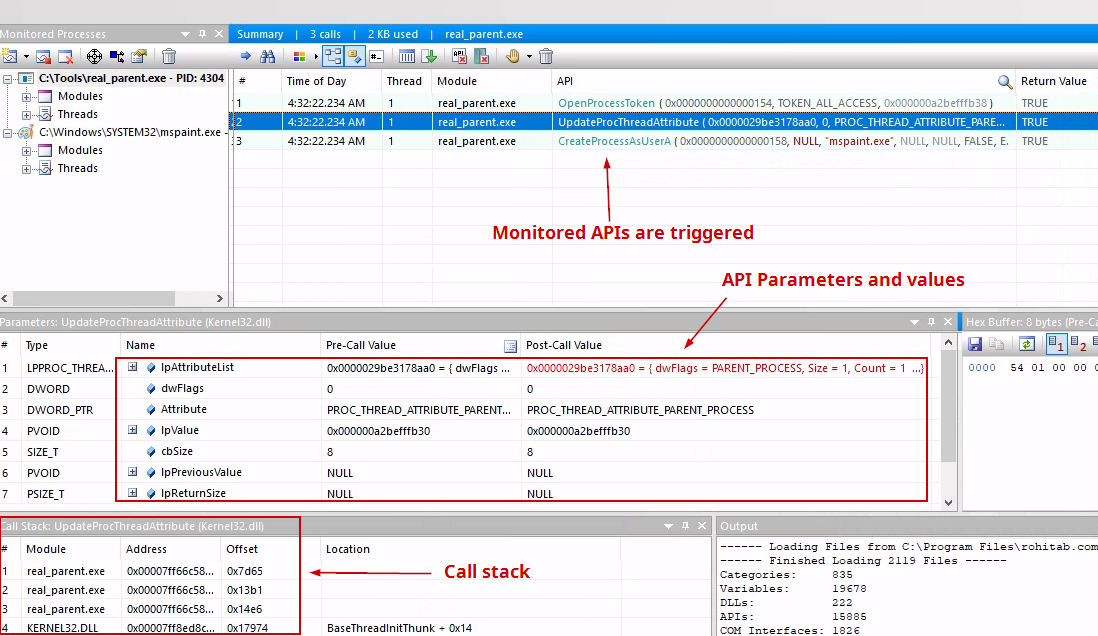 Monitored Processes
Summary | 3 calls | 2 KB used | real_parent.exe
C:\Tools\real_parent.exe - PID: 4304
Modules
Threads
C:\Windows\SYSTEM32\mspaint.exe -
Modules
Threads
# Time of Day Thread Module API Return Value
1 4:32:22.234 AM 1 real_parent.exe OpenProcessToken ( 0x0000000000000154, TOKEN_ALL_ACCESS, 0x000000a2befffb38 ) TRUE
2 4:32:22.234 AM 1 real_parent.exe UpdateProcThreadAttribute ( 0x0000029be3178aa0, 0, PROC_THREAD_ATTRIBUTE_PARE... TRUE
3 4:32:22.234 AM 1 real_parent.exe CreateProcessAsUserA ( 0x0000000000000158, NULL, "mspaint.exe", NULL, NULL, FALSE, E. TRUE
Monitored APIs are triggered
API Parameters and values
Parameters: UpdateProcThreadAttribute (Kernel32.dll)
Hex Buffer: 8 bytes (Pre-Ca
# Type Name Pre-Call Value Post-Call Value
1 LPPROC_THREA... lpAttributeList 0x0000029be3178aa0 = { dwFlags ... 0x0000029be3178aa0 = { dwFlags = PARENT_PROCESS, Size = 1, Count = 1 ...}
2 DWORD dwFlags 0 0
3 DWORD_PTR Attribute PROC_THREAD_ATTRIBUTE_PARENT... PROC_THREAD_ATTRIBUTE_PARENT_PROCESS
4 PVOID lpValue 0x000000a2befffb30 0x000000a2befffb30
5 SIZE_T cbSize 8 8
6 PVOID lpPreviousValue NULL NULL
7 PSIZE_T lpReturnSize NULL NULL
1 2
0000 54 01 00 00
Call Stack: UpdateProcThreadAttribute (Kernel32.dll)
# Module Address Offset Location
1 real_parent.exe 0x00007ff66c58... 0x7d65
2 real_parent.exe 0x00007ff66c58... 0x13b1
3 real_parent.exe 0x00007ff66c58... 0x14e6
4 KERNEL32.DLL 0x00007ff8ed8c... 0x17974 BaseThreadInitThunk + 0x14
Call stack
Output
------ Loading Files from C:\Program Files\rohitab.com
------ Finished Loading 2119 Files ------
Categories: 835
Variables: 19678
DLLs: 222
APIs: 15885
COM Interfaces: 1826